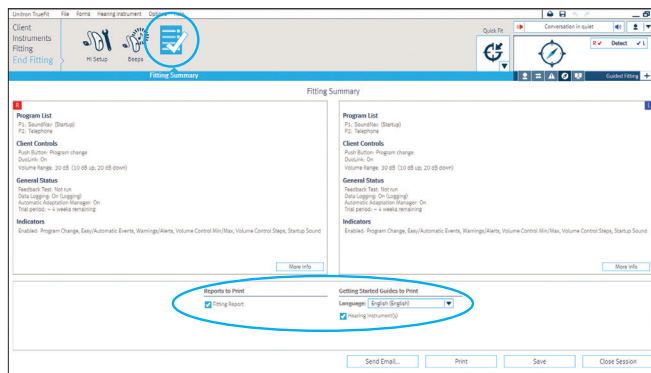 Unitron TrueFit File Forms Hearing Instrument Options Help
Client
Instruments
Fitting
End Fitting
HI Setup
Beeps
Fitting Summary
Quick Fit
Conversation in quiet
R Detect L
Guided Fitting
Fitting Summary
R
Program List
P1: SoundNav (Startup)
P2: Telephone
Client Controls
Push Button: Program change
DuoLink: On
Volume Range: 30 dB (10 dB up; 20 dB down)
General Status
Feedback Test: Not run
Data Logging: On (Logging)
Automatic Adaptation Manager: On
Trial period: ~ 4 weeks remaining
Indicators
Enabled: Program Change, Easy/Automatic Events, Warnings/Alerts, Volume Control Min/Max, Volume Control Steps, Startup Sound
More info
L
Program List
P1: SoundNav (Startup)
P2: Telephone
Client Controls
Push Button: Program change
DuoLink: On
Volume Range: 30 dB (10 dB up; 20 dB down)
General Status
Feedback Test: Not run
Data Logging: On (Logging)
Automatic Adaptation Manager: On
Trial period: ~ 4 weeks remaining
Indicators
Enabled: Program Change, Easy/Automatic Events, Warnings/Alerts, Volume Control Min/Max, Volume Control Steps, Startup Sound
More info
Reports to Print
Fitting Report
Getting Started Guides to Print
Language: English (English)
Hearing Instrument(s)
Send Email... Print Save Close Session